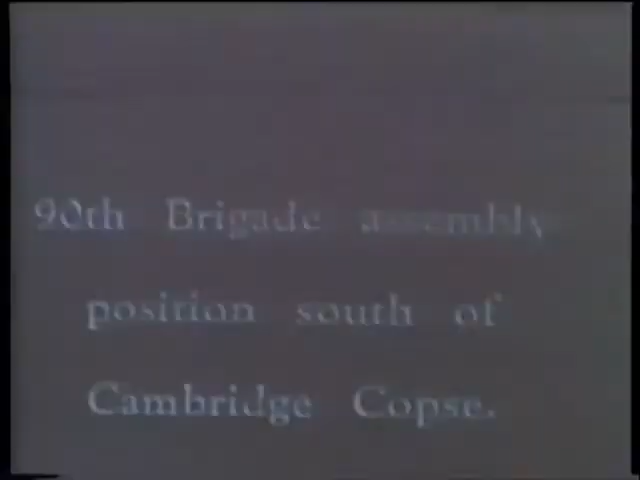 90th Brigade assembly
position south of
Cambridge Copse.